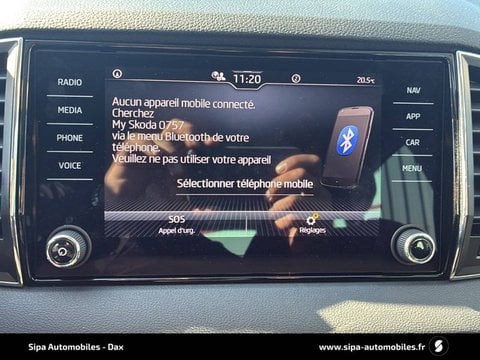 RADIO
MEDIA
PHONE
VOICE
11:20
20.5°C
Aucun appareil mobile connecté.
Cherchez
My Skoda 0757
via le menu Bluetooth de votre
téléphone.
Veuillez ne pas utiliser votre appareil
Sélectionner téléphone mobile
SOS
Appel d'urg.
Réglages
NAV
APP
CAR
MENU
Sipa Automobiles - Dax
www.sipa-automobiles.fr